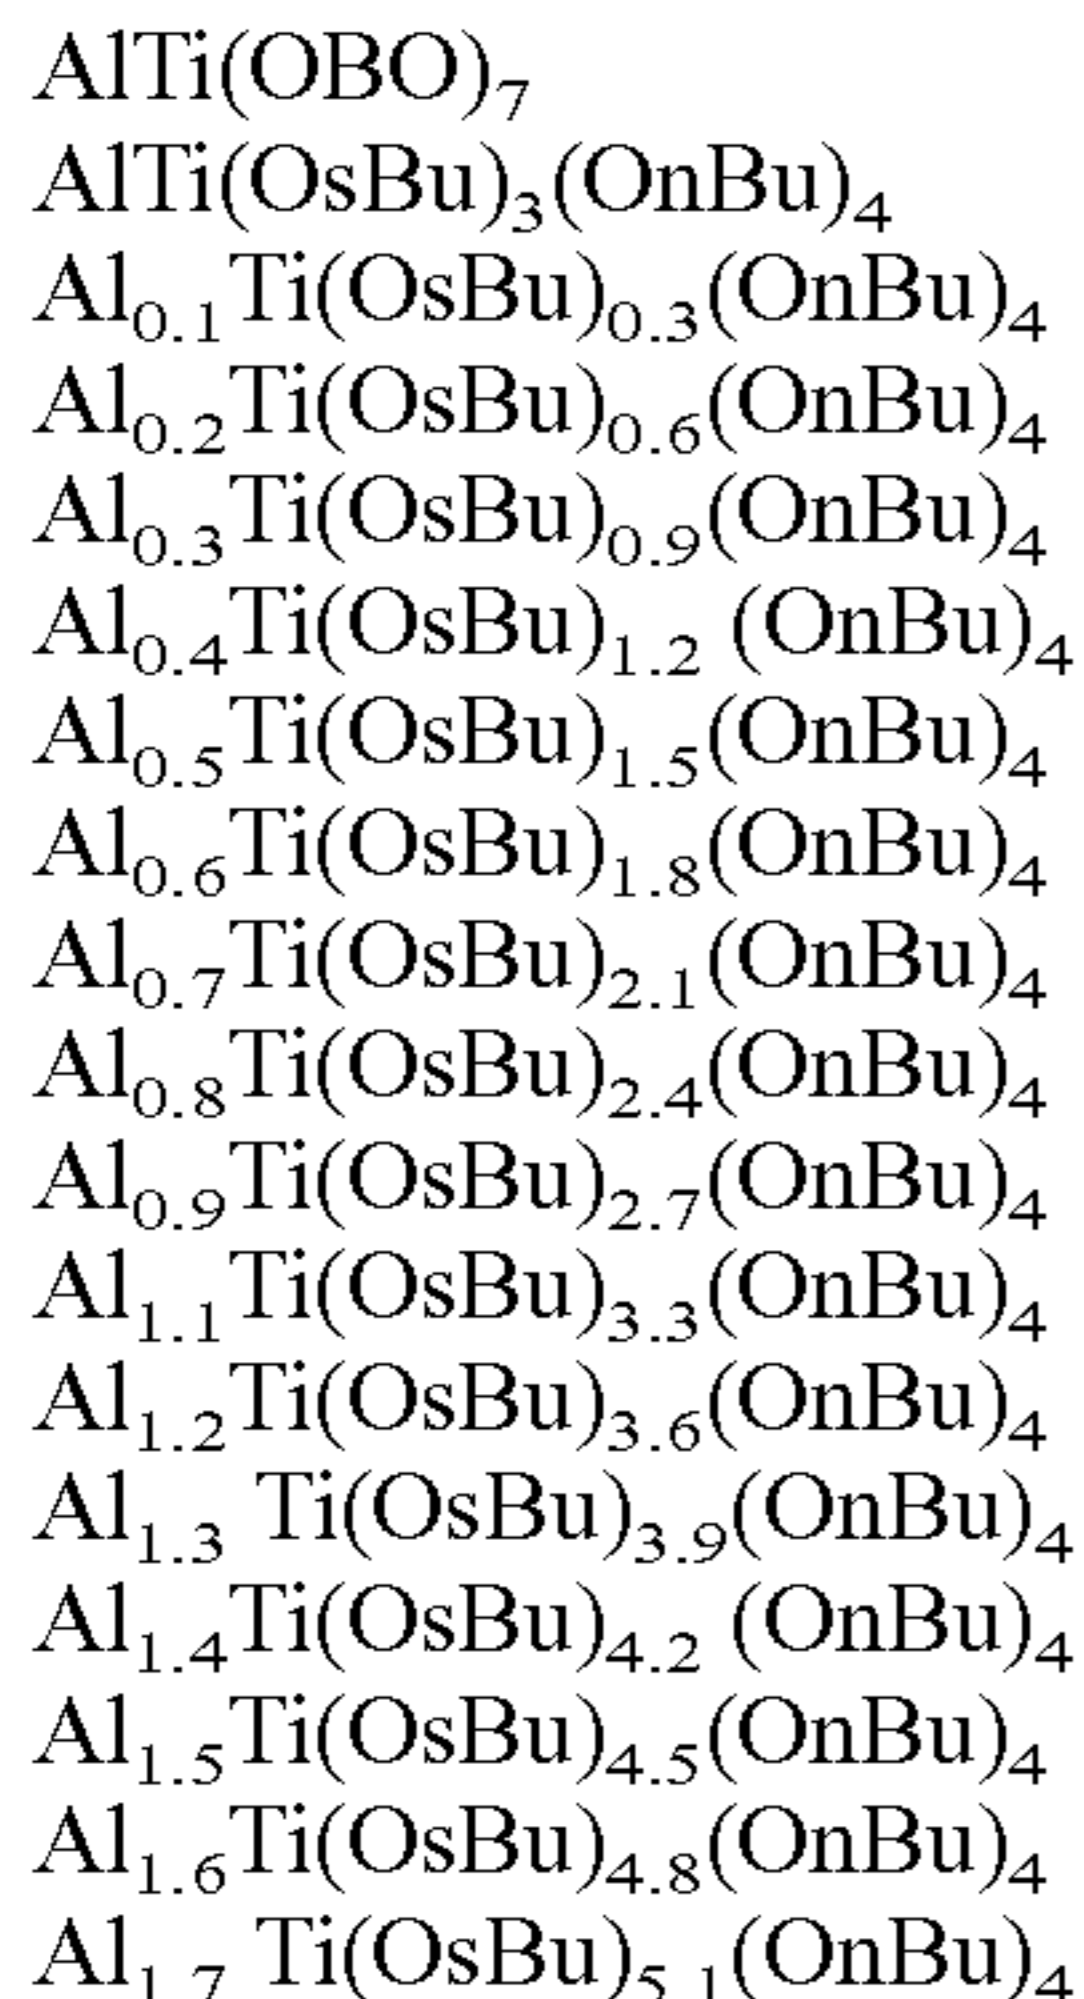 AlTi(OBO)₇
AlTi(OsBu)₃(OnBu)₄
Al₀.₁Ti(OsBu)₀.₃(OnBu)₄
Al₀.₂Ti(OsBu)₀.₆(OnBu)₄
Al₀.₃Ti(OsBu)₀.₉(OnBu)₄
Al₀.₄Ti(OsBu)₁.₂ (OnBu)₄
Al₀.₅Ti(OsBu)₁.₅(OnBu)₄
Al₀.₆Ti(OsBu)₁.₈(OnBu)₄
Al₀.₇Ti(OsBu)₂.₁(OnBu)₄
Al₀.₈Ti(OsBu)₂.₄(OnBu)₄
Al₀.₉Ti(OsBu)₂.₇(OnBu)₄
Al₁.₁Ti(OsBu)₃.₃(OnBu)₄
Al₁.₂Ti(OsBu)₃.₆(OnBu)₄
Al₁.₃ Ti(OsBu)₃.₉(OnBu)₄
Al₁.₄Ti(OsBu)₄.₂ (OnBu)₄
Al₁.₅Ti(OsBu)₄.₅(OnBu)₄
Al₁.₆Ti(OsBu)₄.₈(OnBu)₄
Al₁.₇ Ti(OsBu)₅.₁(OnBu)₄